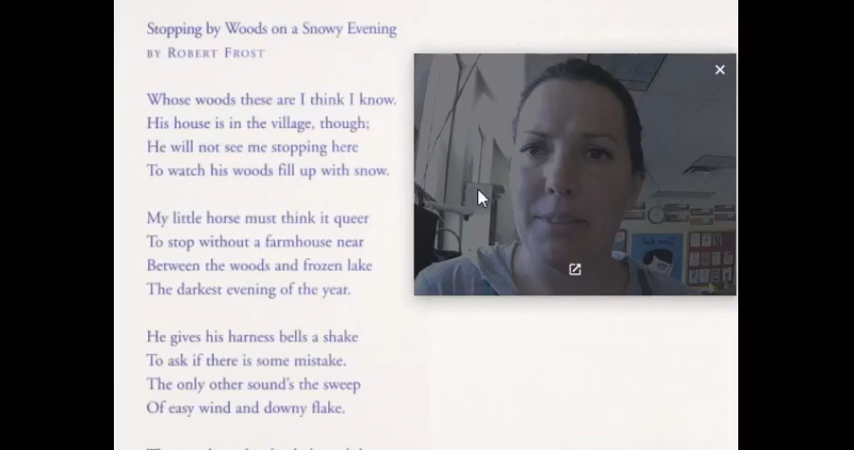 Stopping by Woods on a Snowy Evening
BY ROBERT FROST
Whose woods these are I think I know.
His house is in the village, though;
He will not see me stopping here
To watch his woods fill up with snow.
My little horse must think it queer
To stop without a farmhouse near
Between the woods and frozen lake
The darkest evening of the year.
He gives his harness bells a shake
To ask if there is some mistake.
The only other sound's the sweep
Of easy wind and downy flake.